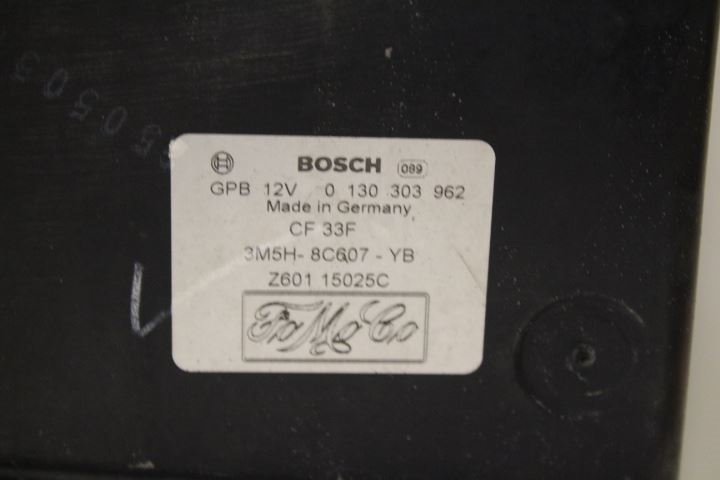 BOSCH 089
GPB 12V 0 130 303 962
Made in Germany
CF 33F
3M5H- 8C607 - YB
Z601 15025C
FoMoCo